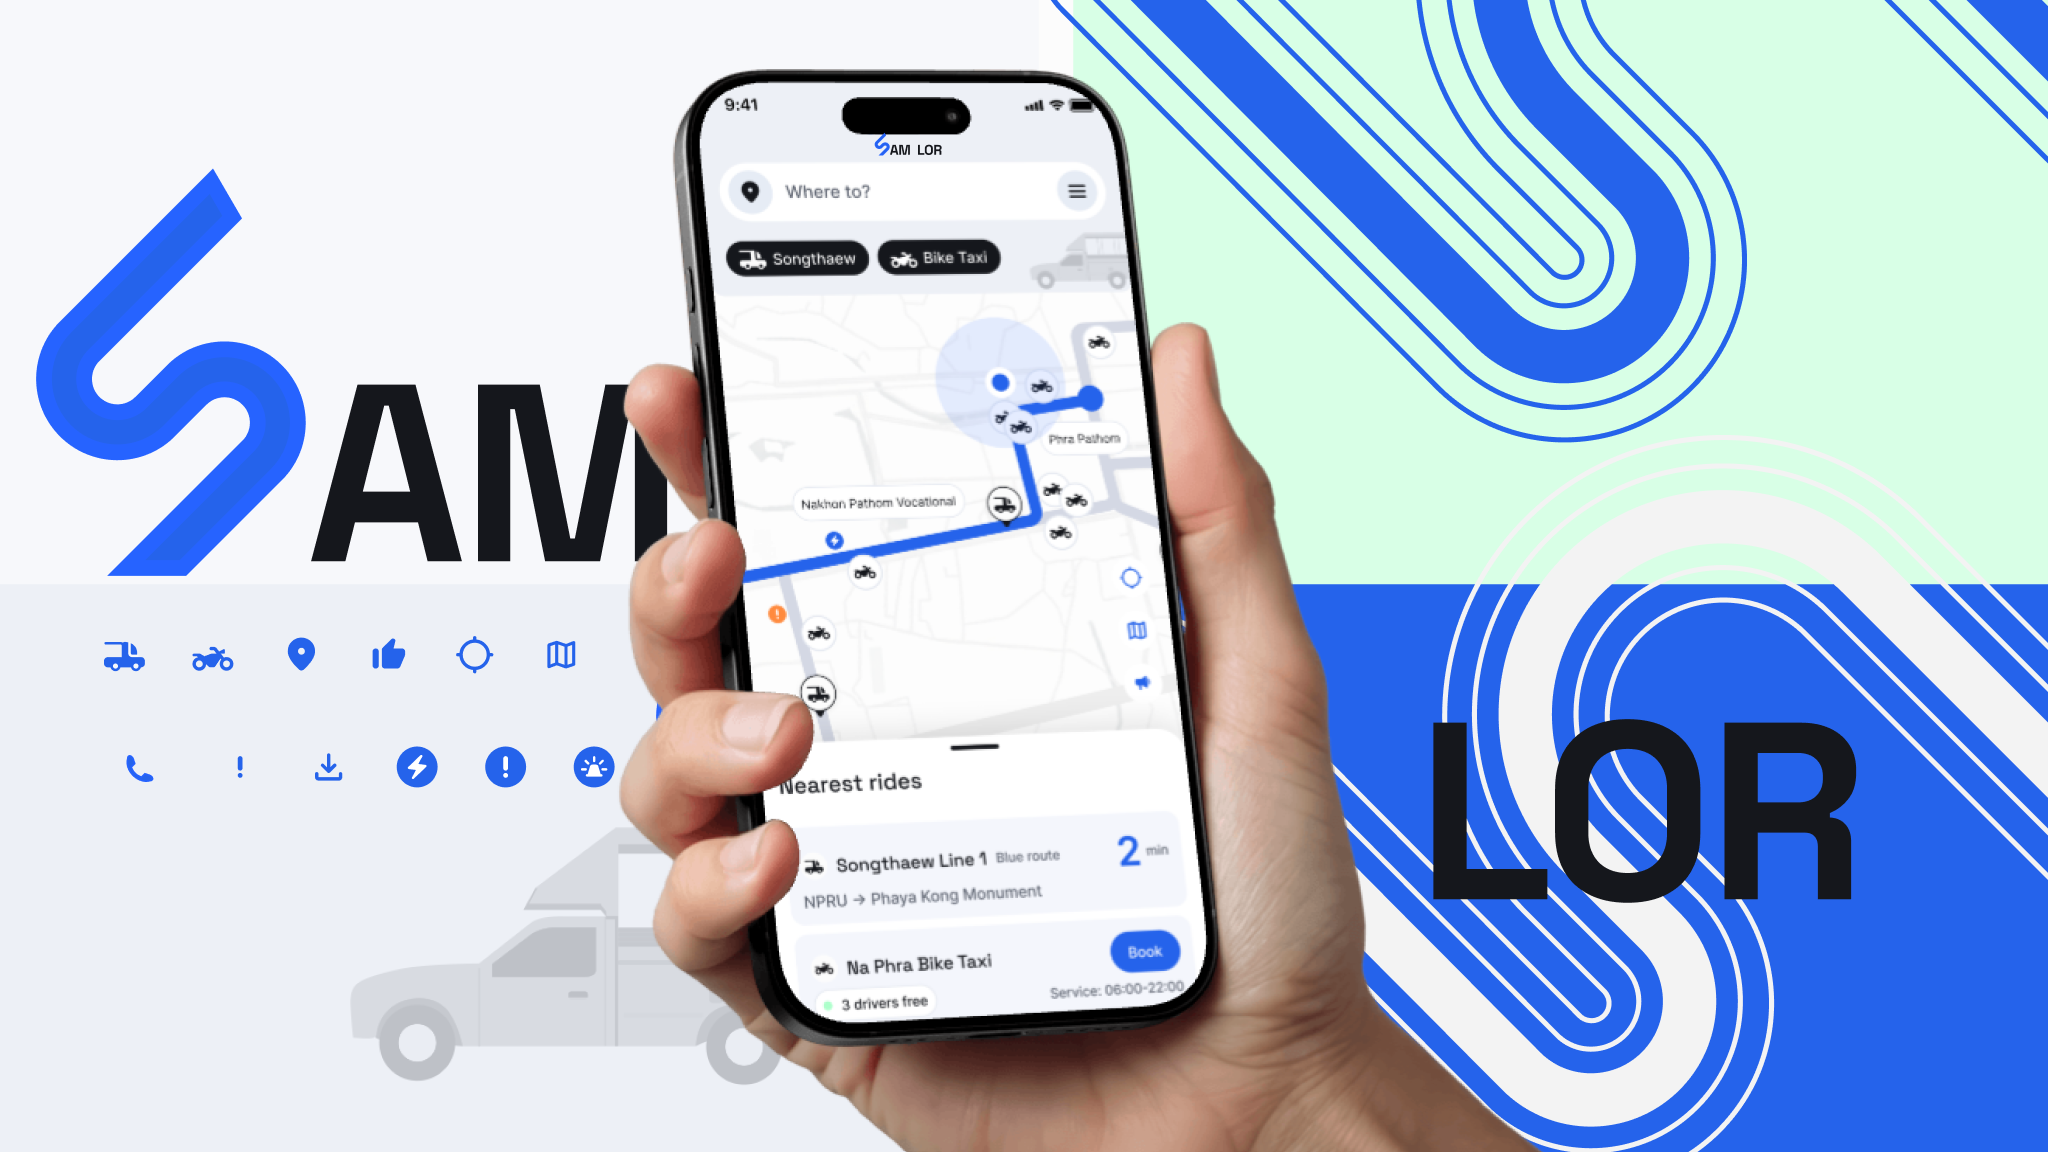 SAM
LOR
9:41
SAM LOR
Where to?
Songthaew
Bike Taxi
Phra Pathom
Nakhon Pathom Vocational
Nearest rides
Songthaew Line 1 Blue route
2 min
NPRU → Phaya Kong Monument
Na Phra Bike Taxi
Book
3 drivers free
Service: 06:00-22:00